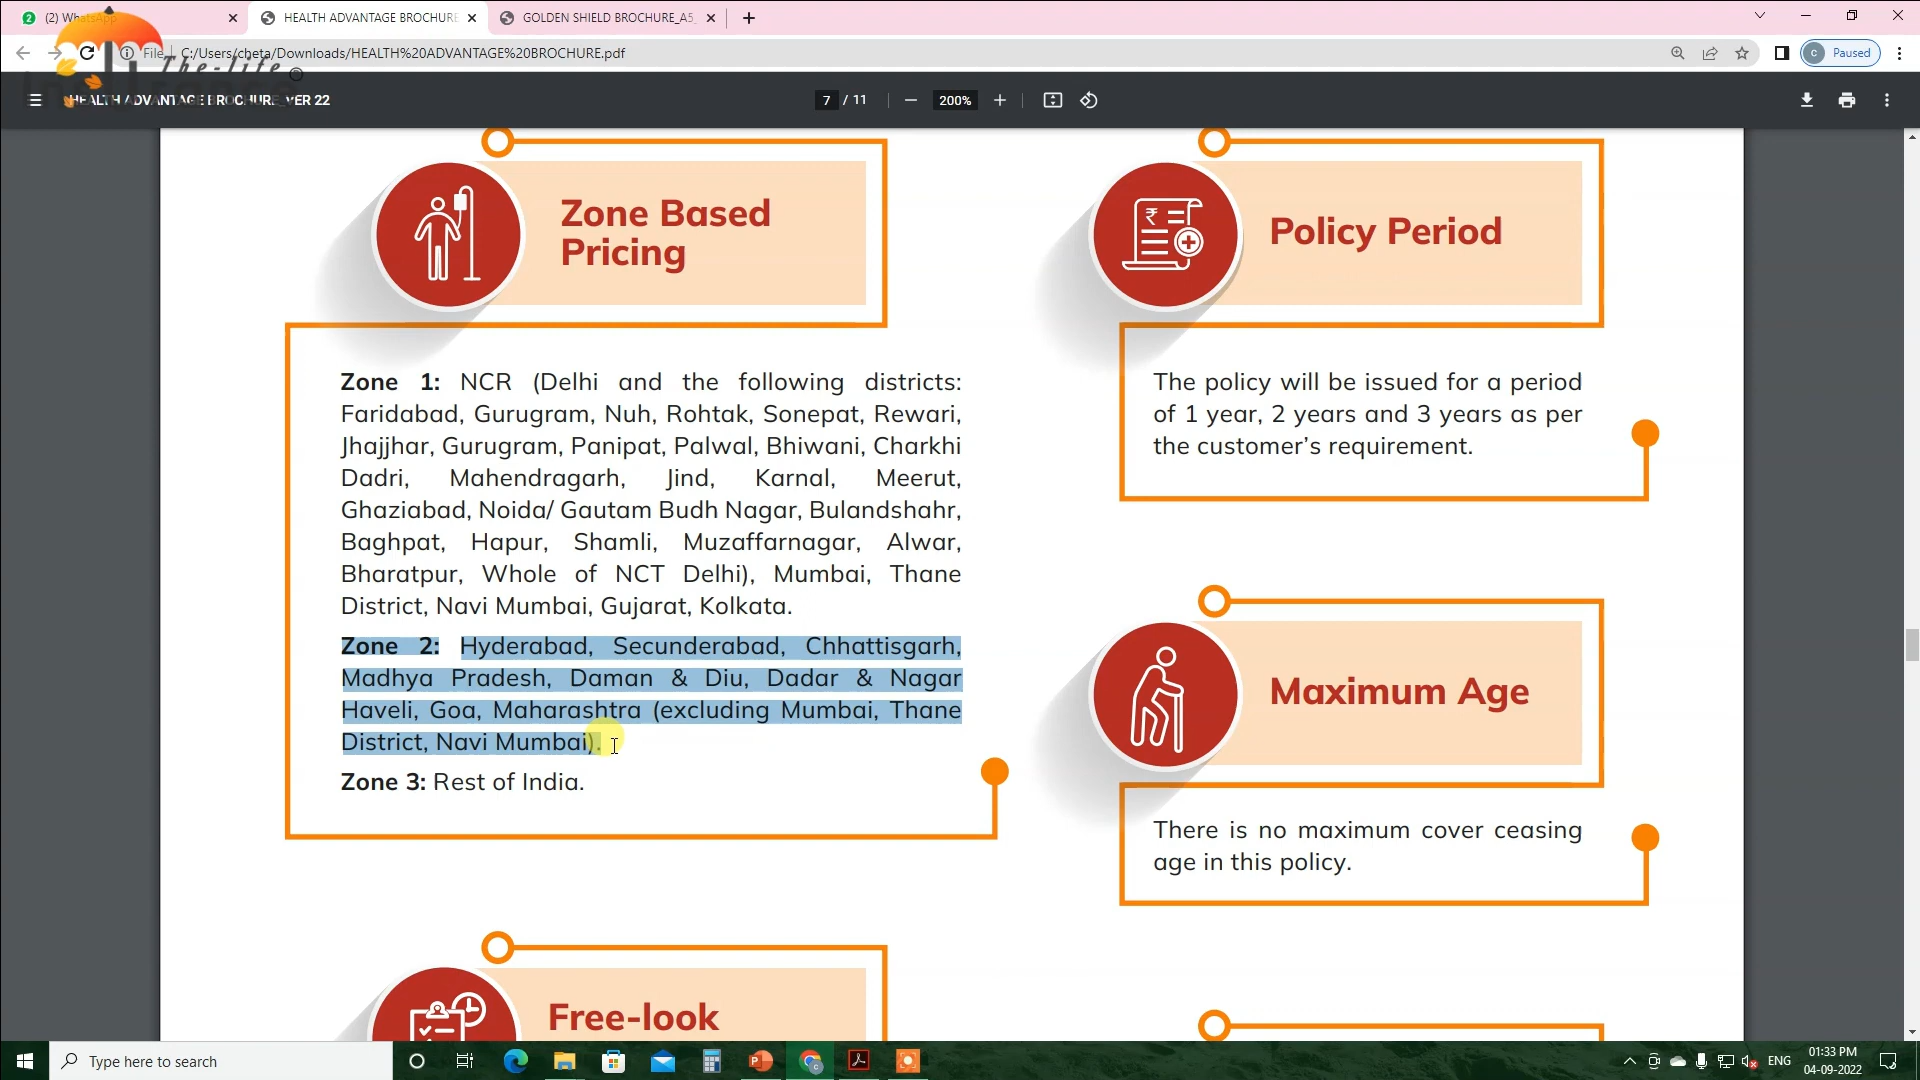 (2) WhatsApp
HEALTH ADVANTAGE BROCHURE
GOLDEN SHIELD BROCHURE_A5_
File
C:/Users/cheta/Downloads/HEALTH%20ADVANTAGE%20BROCHURE.pdf
C
Paused
The-life
HEALTH ADVANTAGE BROCHURE_VER 22
7 / 11
200%
Zone Based
Pricing
Zone 1: NCR (Delhi and the following districts:
Faridabad, Gurugram, Nuh, Rohtak, Sonepat, Rewari,
Jhajjhar, Gurugram, Panipat, Palwal, Bhiwani, Charkhi
Dadri, Mahendragarh, Jind, Karnal, Meerut,
Ghaziabad, Noida/ Gautam Budh Nagar, Bulandshahr,
Baghpat, Hapur, Shamli, Muzaffarnagar, Alwar,
Bharatpur, Whole of NCT Delhi), Mumbai, Thane
District, Navi Mumbai, Gujarat, Kolkata.
Zone 2: Hyderabad, Secunderabad, Chhattisgarh,
Madhya Pradesh, Daman & Diu, Dadar & Nagar
Haveli, Goa, Maharashtra (excluding Mumbai, Thane
District, Navi Mumbai).
Zone 3: Rest of India.
₹
Policy Period
The policy will be issued for a period
of 1 year, 2 years and 3 years as per
the customer's requirement.
Maximum Age
There is no maximum cover ceasing
age in this policy.
Free-look
Type here to search
ENG
01:33 PM
04-09-2022